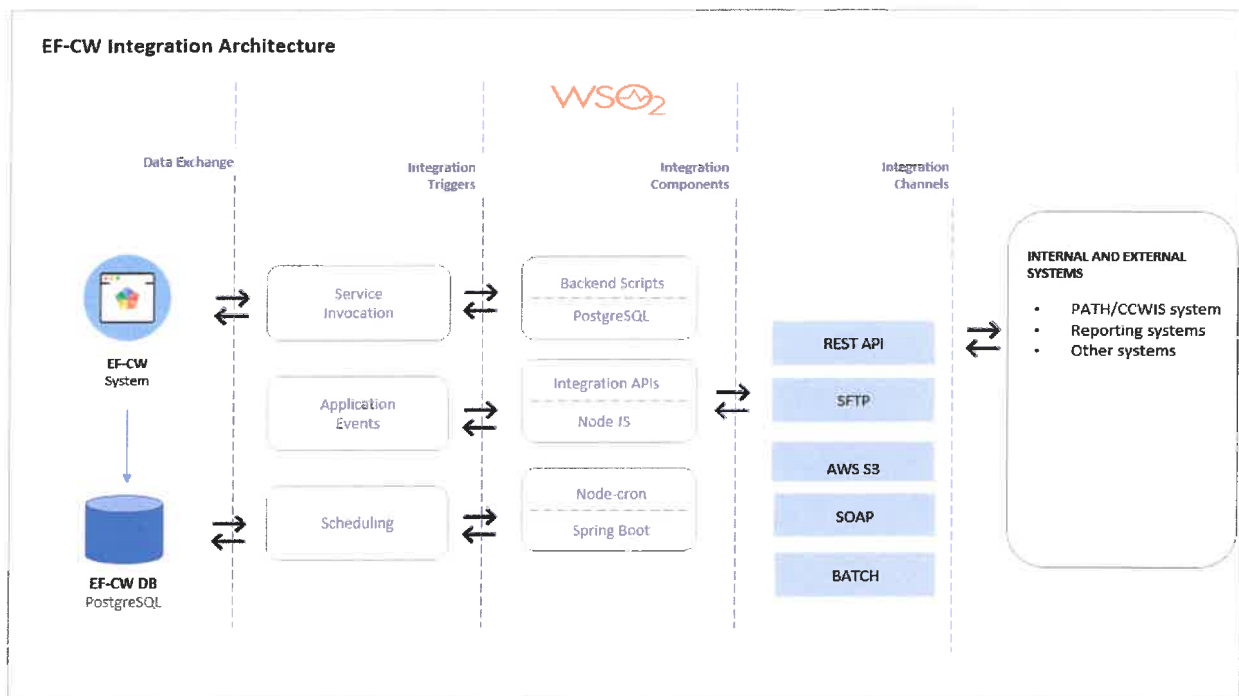 EF-CW Integration Architecture
WSO2
Data Exchange
Integration
Triggers
Integration
Components
Integration
Channels
EF-CW
System
EF-CW DB
PostgreSQL
Service
Invocation
Application
Events
Scheduling
Backend Scripts
PostgreSQL
Integration APIs
Node JS
Node-cron
Spring Boot
REST API
SFTP
AWS S3
SOAP
BATCH
INTERNAL AND EXTERNAL
SYSTEMS
• PATH/CCWIS system
• Reporting systems
• Other systems